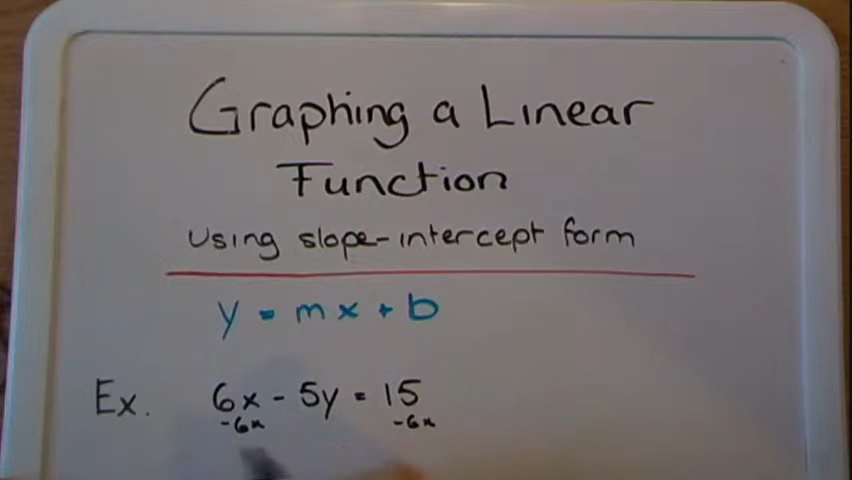 Graphing a Linear
Function
Using slope-intercept form
y = mx + b
Ex. 6x - 5y = 15
-6x -6x